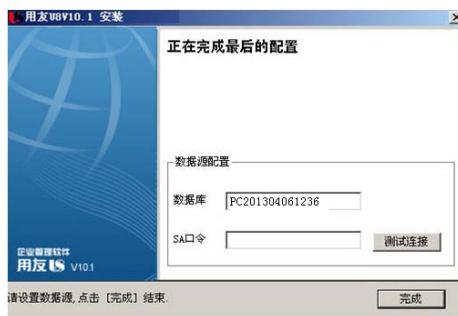 用友U8V10.1 安装
正在完成最后的配置
数据源配置
数据库 PC201304061236
SA口令 测试连接
企业管理软件
用友U8 V10.1
请设置数据源,点击 [完成] 结束.
完成